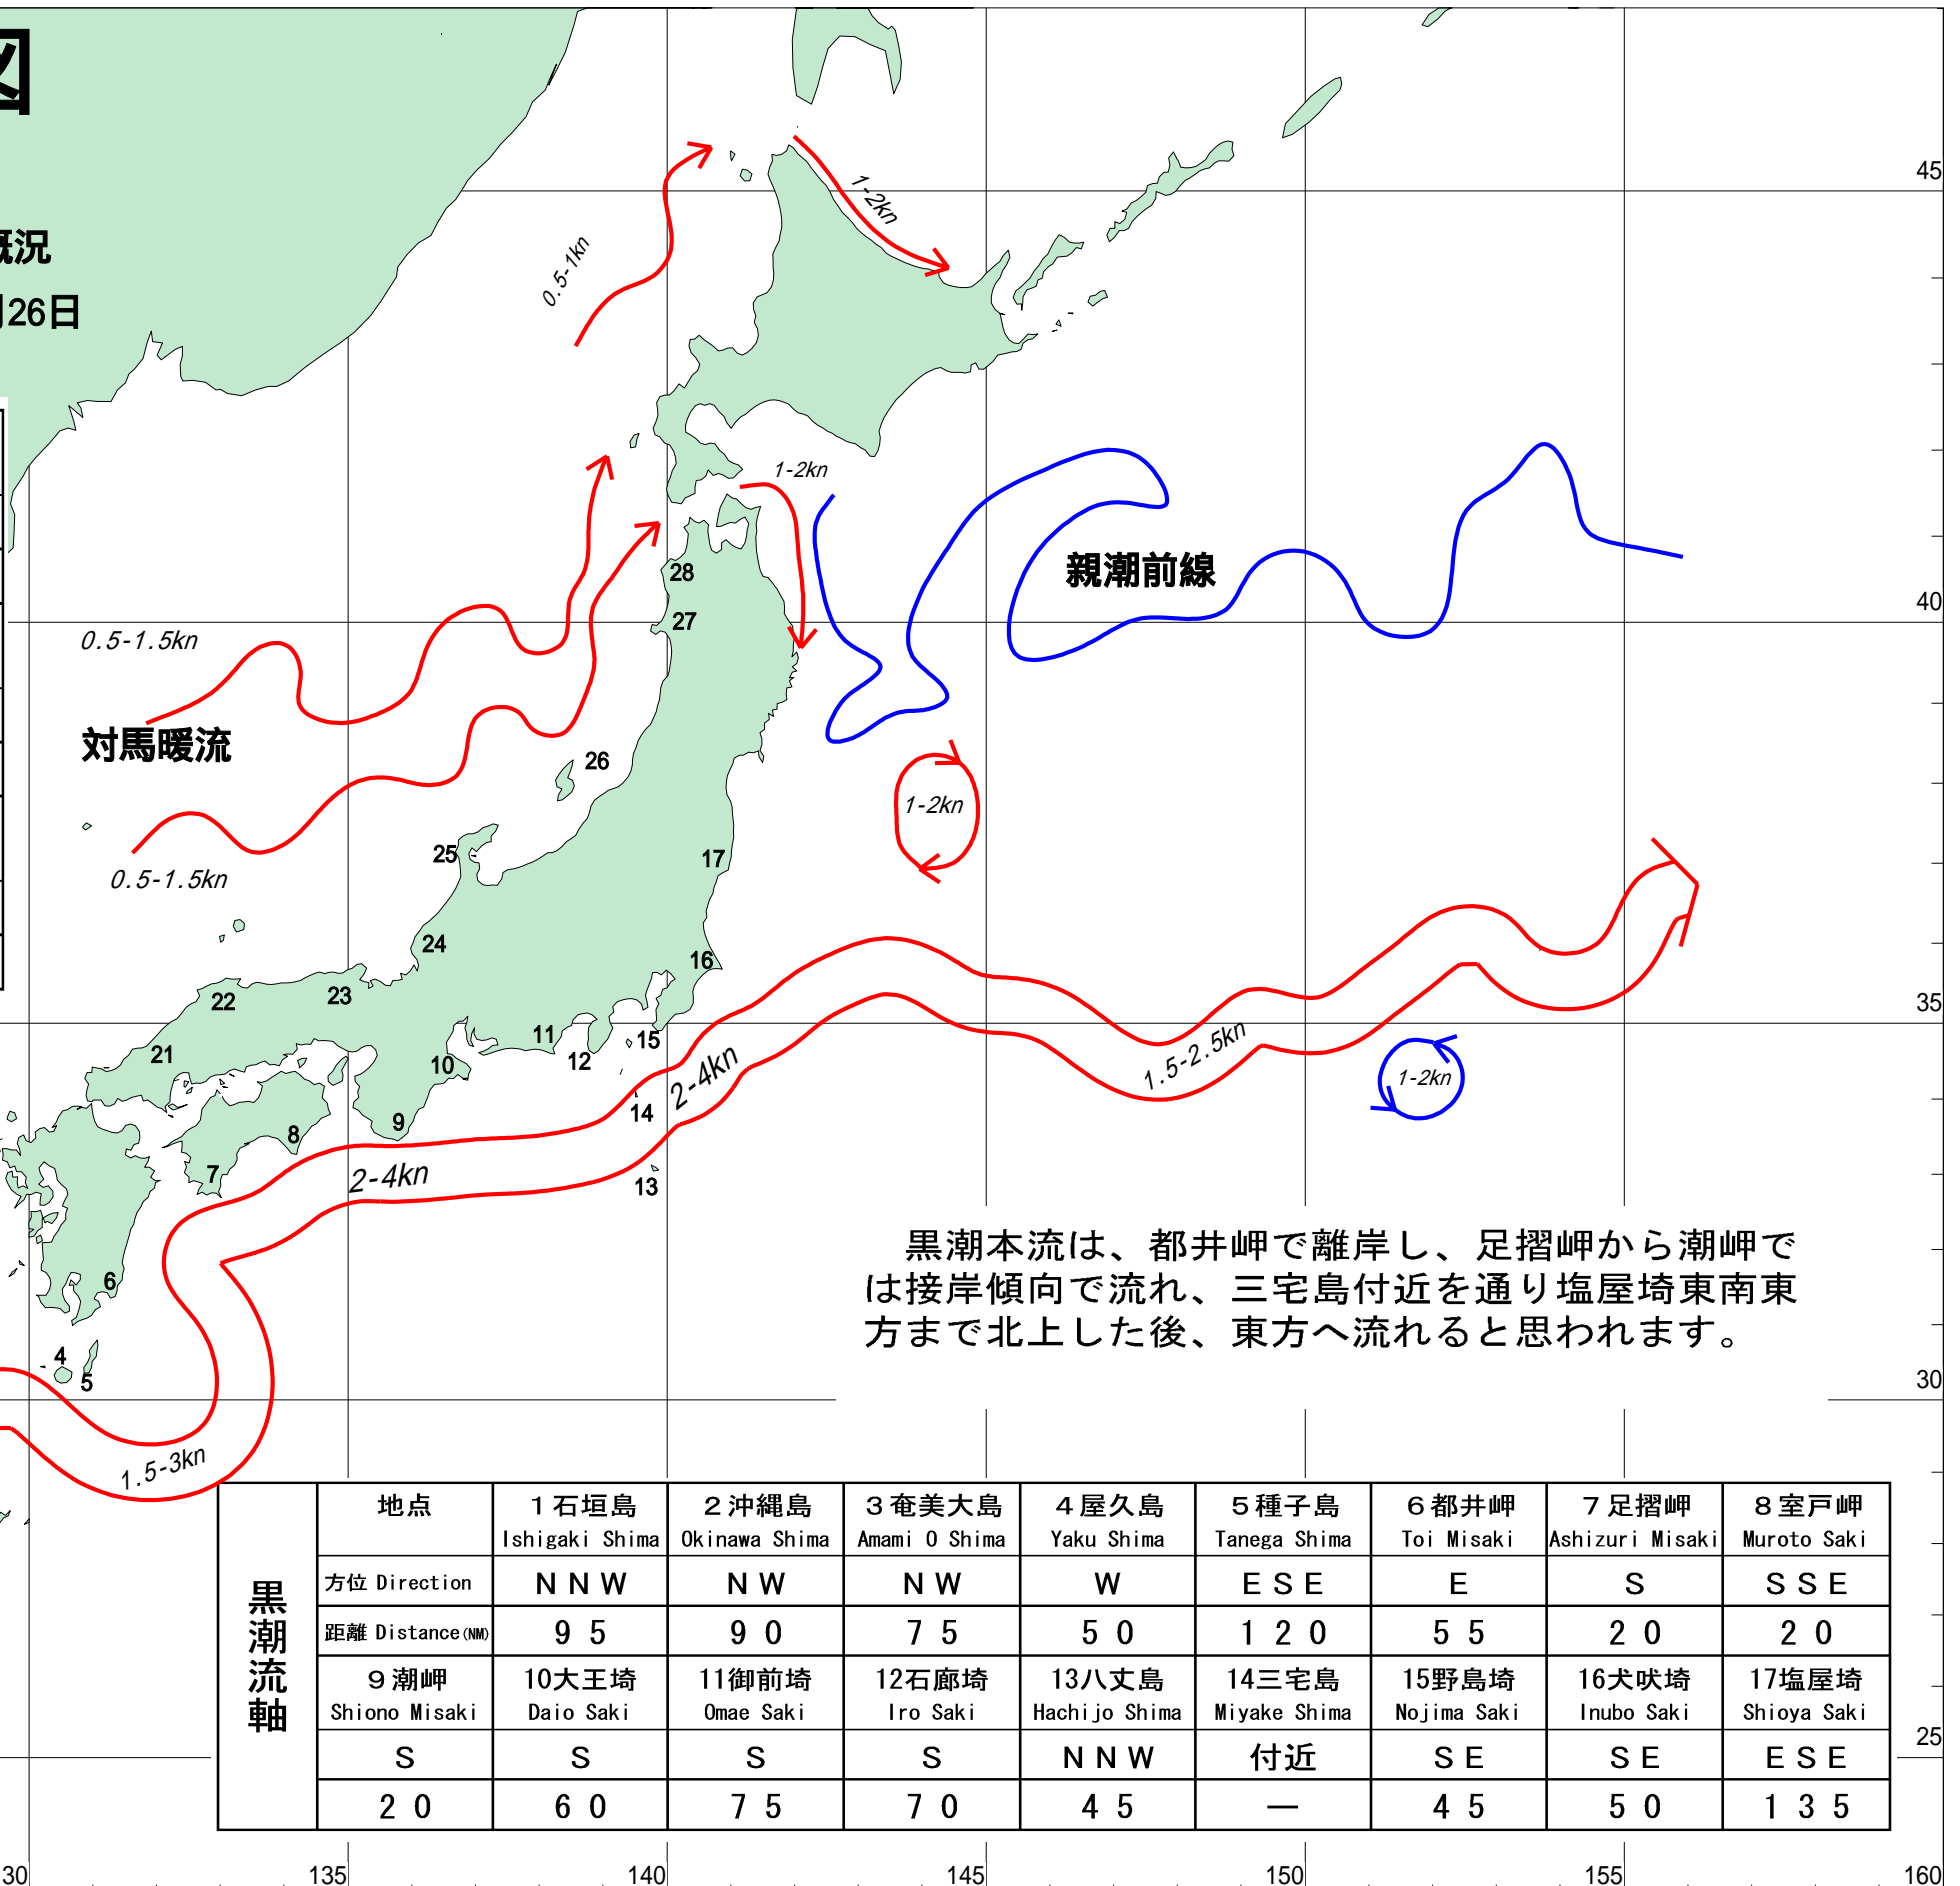 図
概況
月26日
45
1-2kn
0.5-1kn
1-2kn
親潮前線
28
27
40
0.5-1.5kn
対馬暖流
26
1-2kn
25
17
0.5-1.5kn
24
16
22
23
35
21
11
15
10
12
2-4kn
1.5-2.5kn
1-2kn
14
9
8
7
2-4kn
13
6
黒潮本流は、都井岬で離岸し、足摺岬から潮岬で
は接岸傾向で流れ、三宅島付近を通り塩屋埼東南東
方まで北上した後、東方へ流れると思われます。
4
5
30
1.5-3kn
黒潮流軸
地点 1石垣島 2沖縄島 3奄美大島 4屋久島 5種子島 6都井岬 7足摺岬 8室戸岬
Ishigaki Shima Okinawa Shima Amami O Shima Yaku Shima Tanega Shima Toi Misaki Ashizuri Misaki Muroto Saki
方位 Direction NNW NW NW W ESE E S SSE
距離 Distance(NM) 95 90 75 50 120 55 20 20
9潮岬 10大王埼 11御前埼 12石廊埼 13八丈島 14三宅島 15野島埼 16犬吠埼 17塩屋埼
Shiono Misaki Daio Saki Omae Saki Iro Saki Hachijo Shima Miyake Shima Nojima Saki Inubo Saki Shioya Saki
S S S S NNW 付近 SE SE ESE
20 60 75 70 45 — 45 50 135
25
30 135 140 145 150 155 160